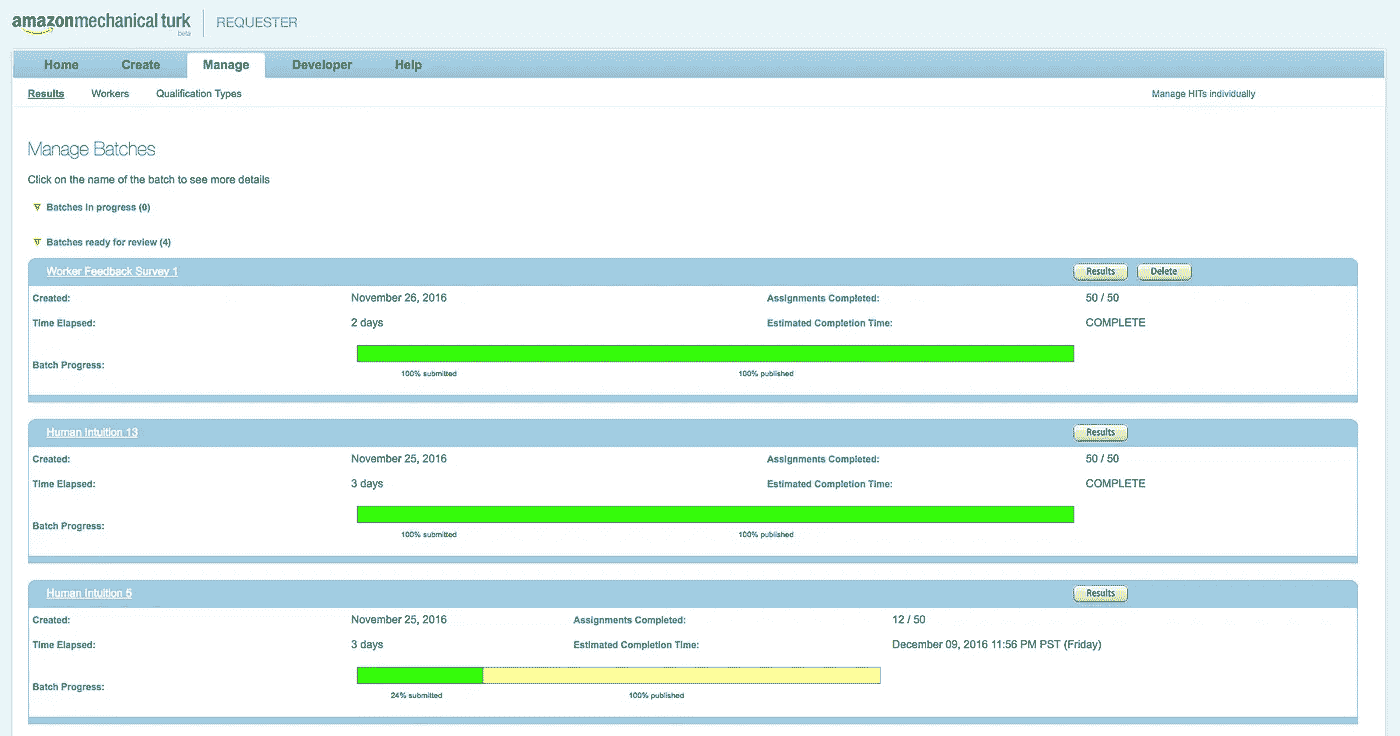 amazonmechanical turk beta REQUESTER
Home Create Manage Developer Help
Results Workers Qualification Types Manage HITs individually
Manage Batches
Click on the name of the batch to see more details
Batches in progress (0)
Batches ready for review (4)
Worker Feedback Survey 1 Results Delete
Created: November 26, 2016 Assignments Completed: 50 / 50
Time Elapsed: 2 days Estimated Completion Time: COMPLETE
Batch Progress:
100% submitted 100% published
Human Intuition 13 Results
Created: November 25, 2016 Assignments Completed: 50 / 50
Time Elapsed: 3 days Estimated Completion Time: COMPLETE
Batch Progress:
100% submitted 100% published
Human Intuition 5 Results
Created: November 25, 2016 Assignments Completed: 12 / 50
Time Elapsed: 3 days Estimated Completion Time: December 09, 2016 11:56 PM PST (Friday)
Batch Progress:
24% submitted 100% published